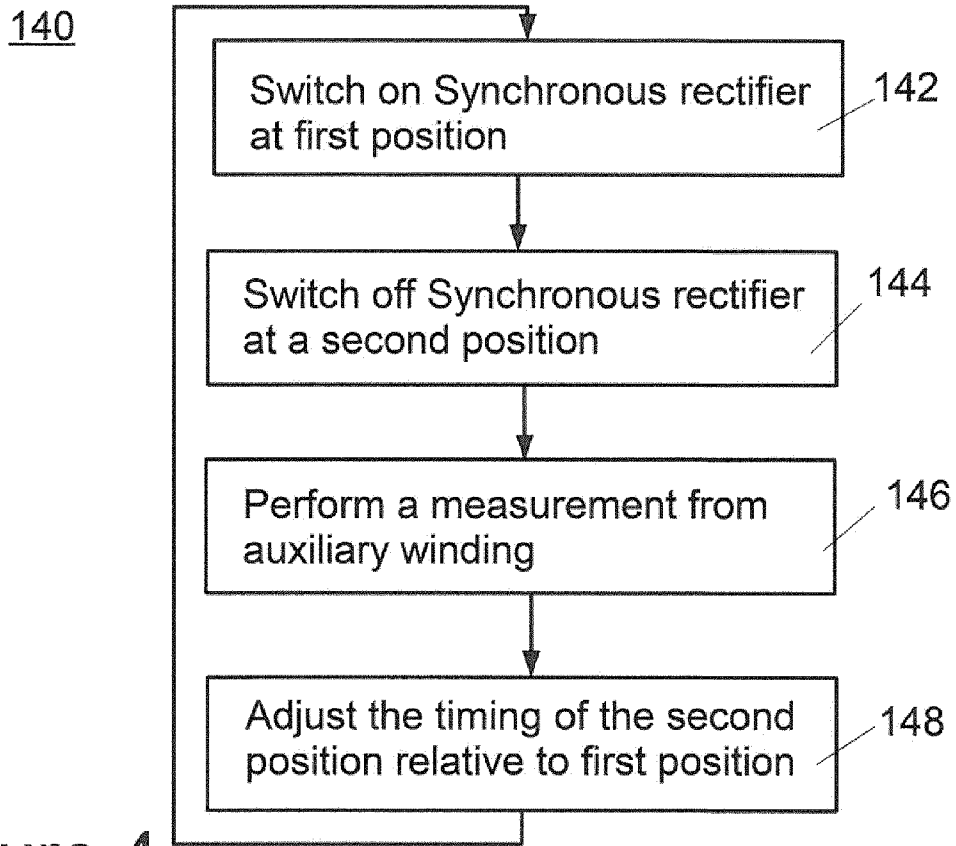 140
Switch on Synchronous rectifier
at first position
142
Switch off Synchronous rectifier
at a second position
144
Perform a measurement from
auxiliary winding
146
Adjust the timing of the second
position relative to first position
148
4